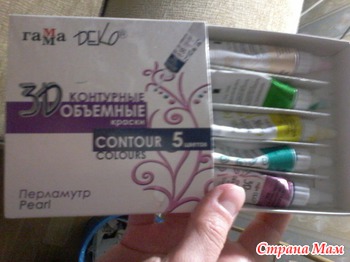 гамма DEKO®
3D КОНТУРНЫЕ
ОБЪЕМНЫЕ
краски
CONTOUR 5 цветов
COLOURS
Перламутр
Pearl
Страна Мам